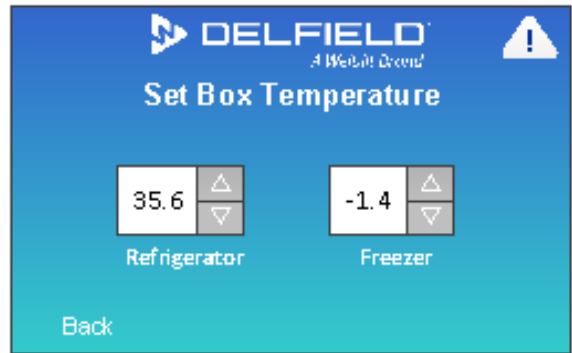 DELFIELD
A Welbilt Brand
Set Box Temperature
35.6
-1.4
Refrigerator
Freezer
Back